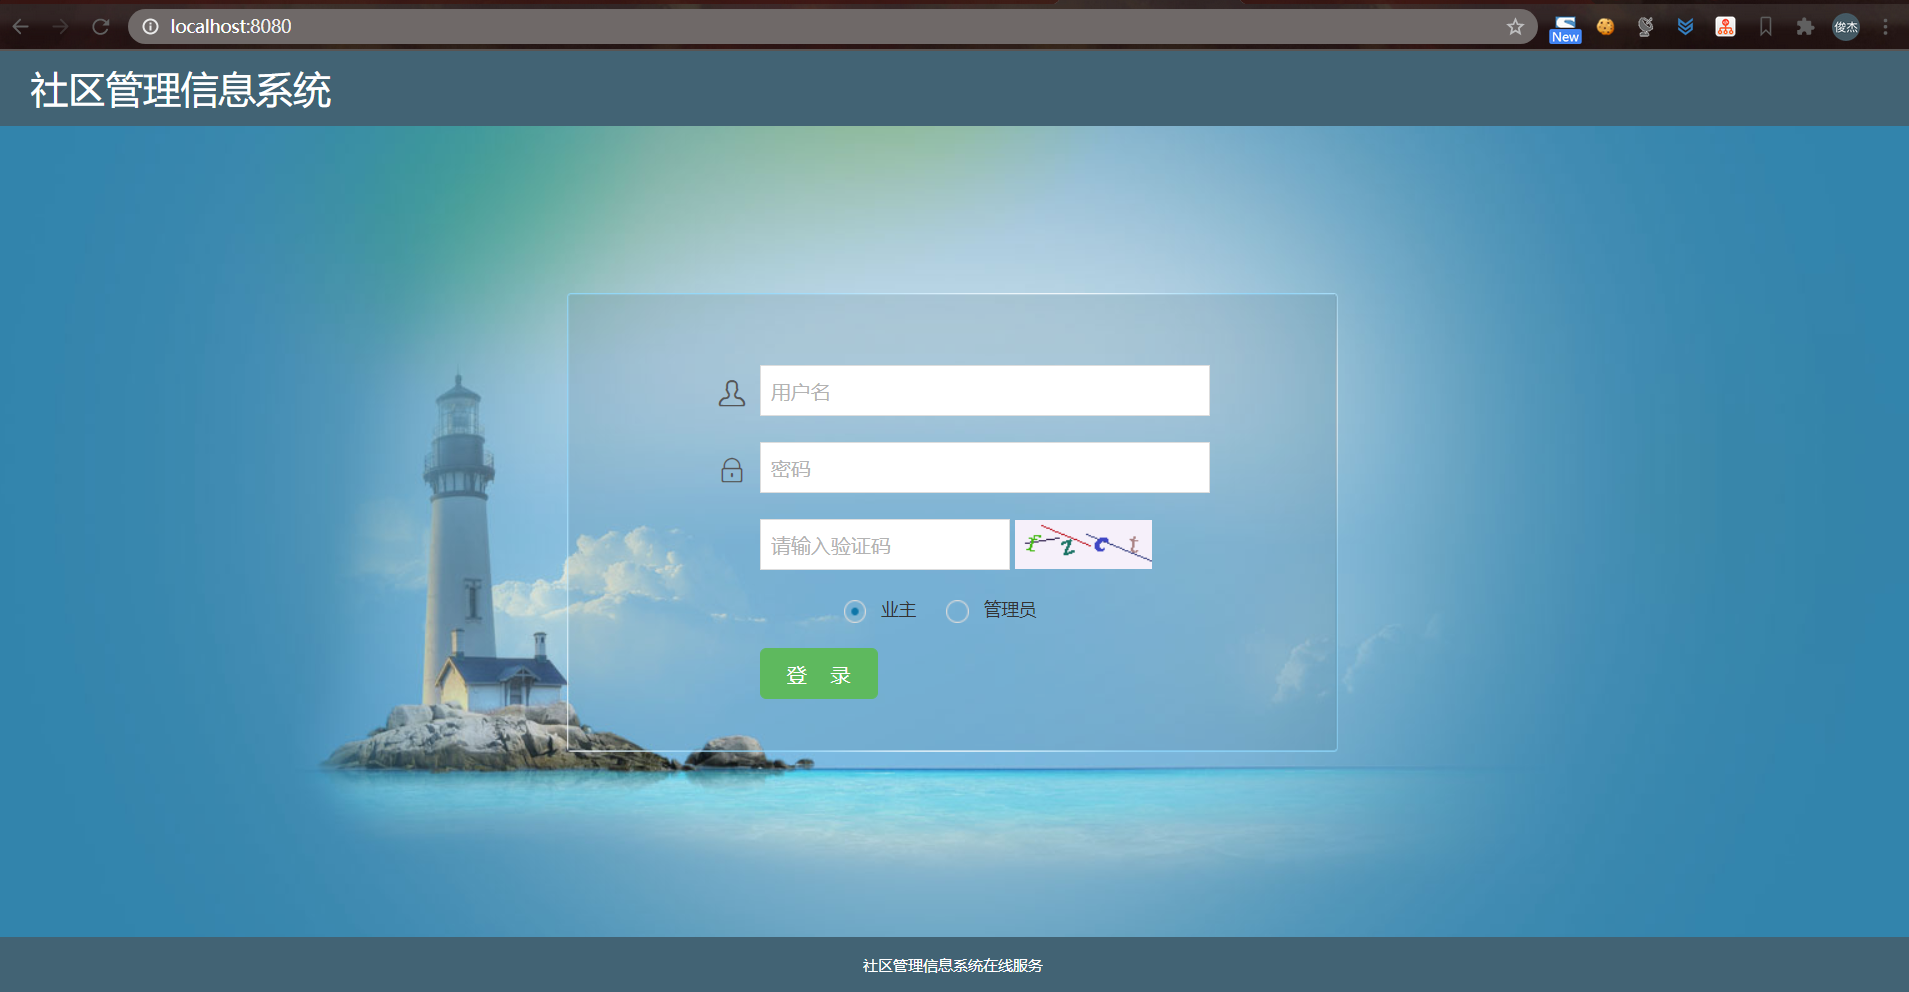 localhost:8080
New
俊杰
社区管理信息系统
用户名
密码
请输入验证码
fzct
业主 管理员
登 录
社区管理信息系统在线服务